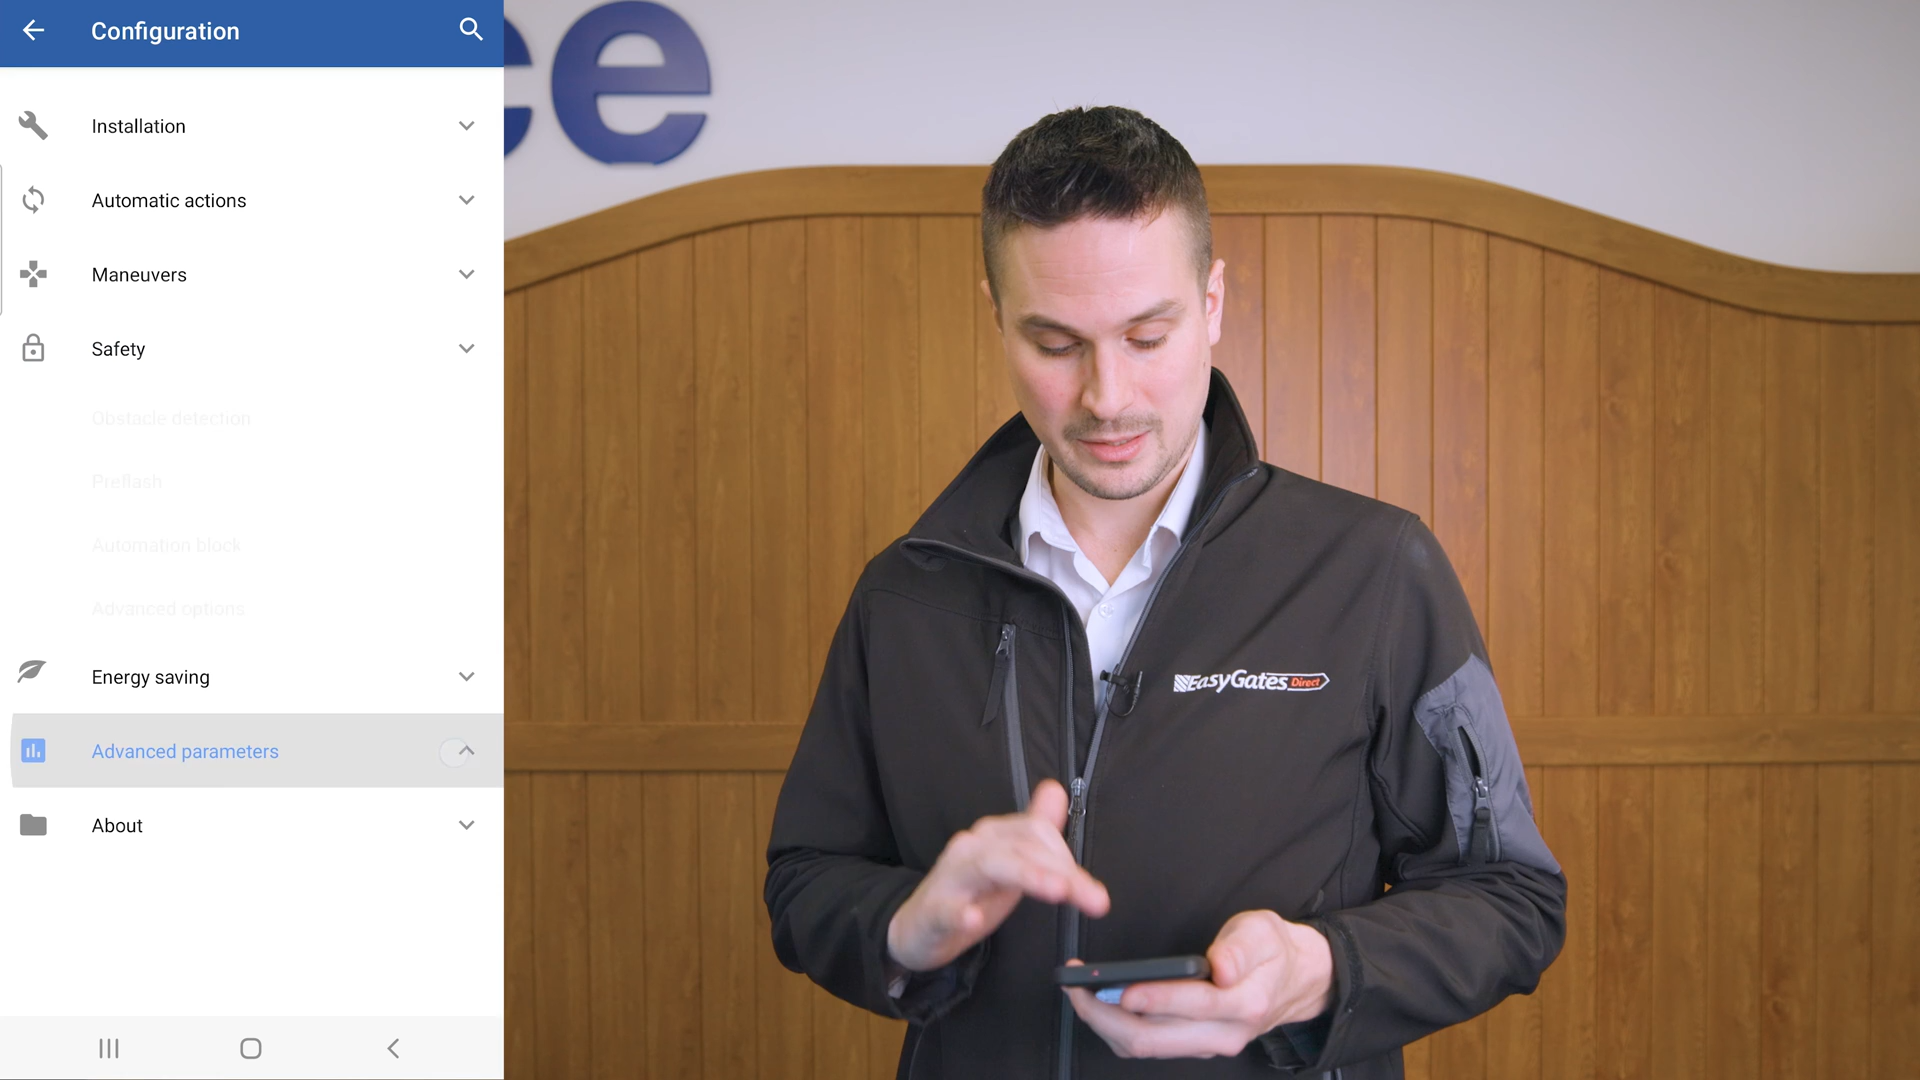 Configuration
ce
Installation
Automatic actions
Maneuvers
Safety
Obstacle detection
Preflash
Automation block
Advanced options
Energy saving
EasyGates Direct
Advanced parameters
About